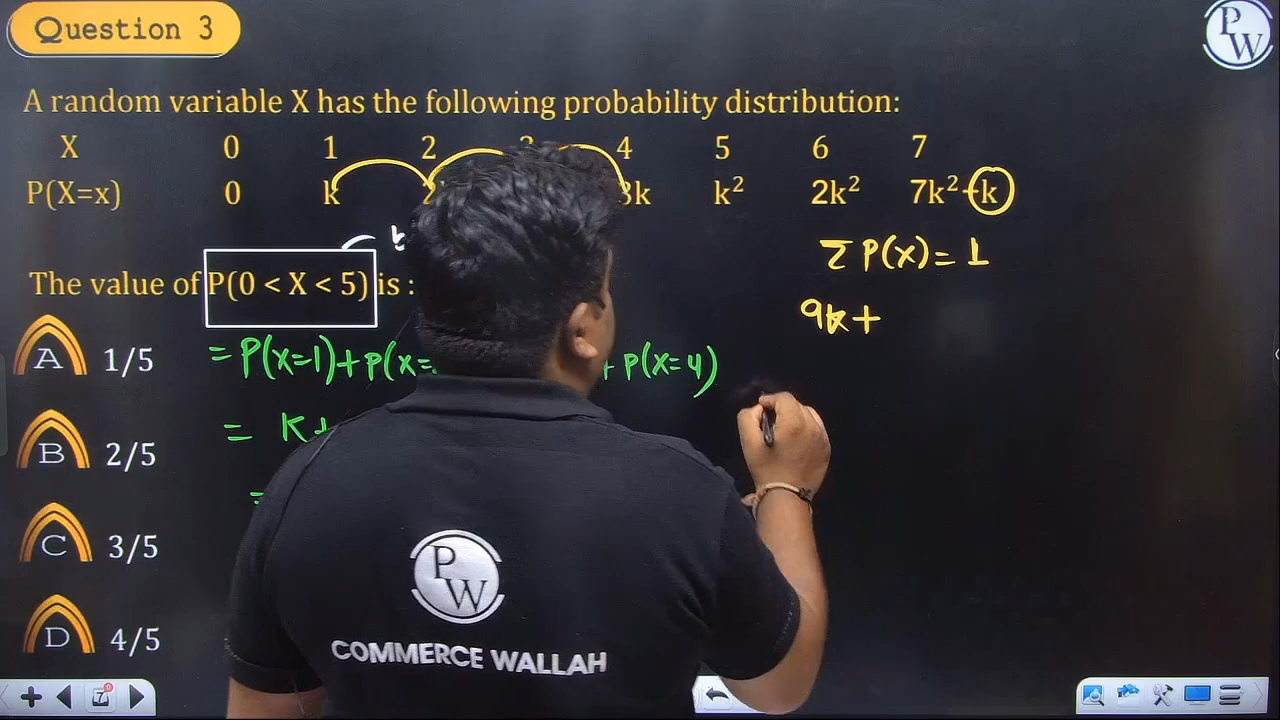 Question 3
P
W
A random variable X has the following probability distribution:
X 0 1 2 4 5 6 7
P(X=x) 0 k k k² 2k² 7k²+k
Σ P(x) = 1
The value of P(0 < X < 5) is :
9k +
A 1/5
= P(x=1) + P(x= + P(x=4)
B 2/5
= K+
C 3/5
=
D 4/5
P
W
COMMERCE WALLAH